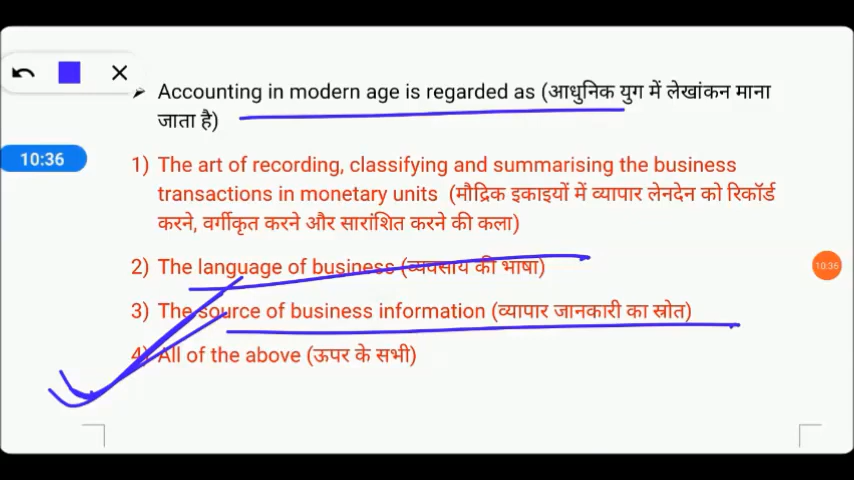 Accounting in modern age is regarded as (आधुनिक युग में लेखांकन माना
जाता है)
10:36
1) The art of recording, classifying and summarising the business
transactions in monetary units (मौद्रिक इकाइयों में व्यापार लेनदेन को रिकॉर्ड
करने, वर्गीकृत करने और सारांशित करने की कला)
2) The language of business (व्यवसाय की भाषा)
10:36
3) The source of business information (व्यापार जानकारी का स्रोत)
4) All of the above (ऊपर के सभी)